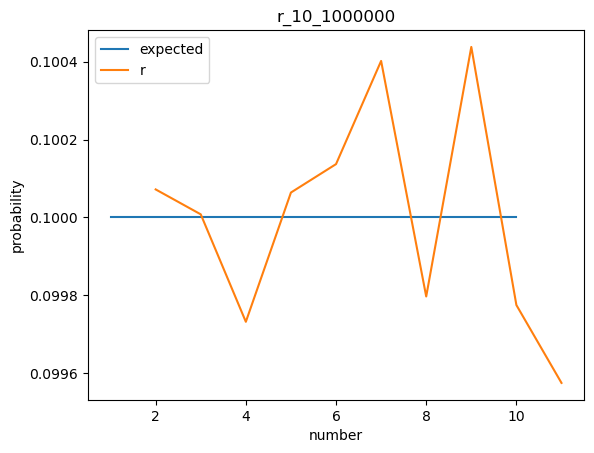 r_10_1000000
expected
r
0.1004
0.1002
0.1000
0.0998
0.0996
probability
2 4 6 8 10
number